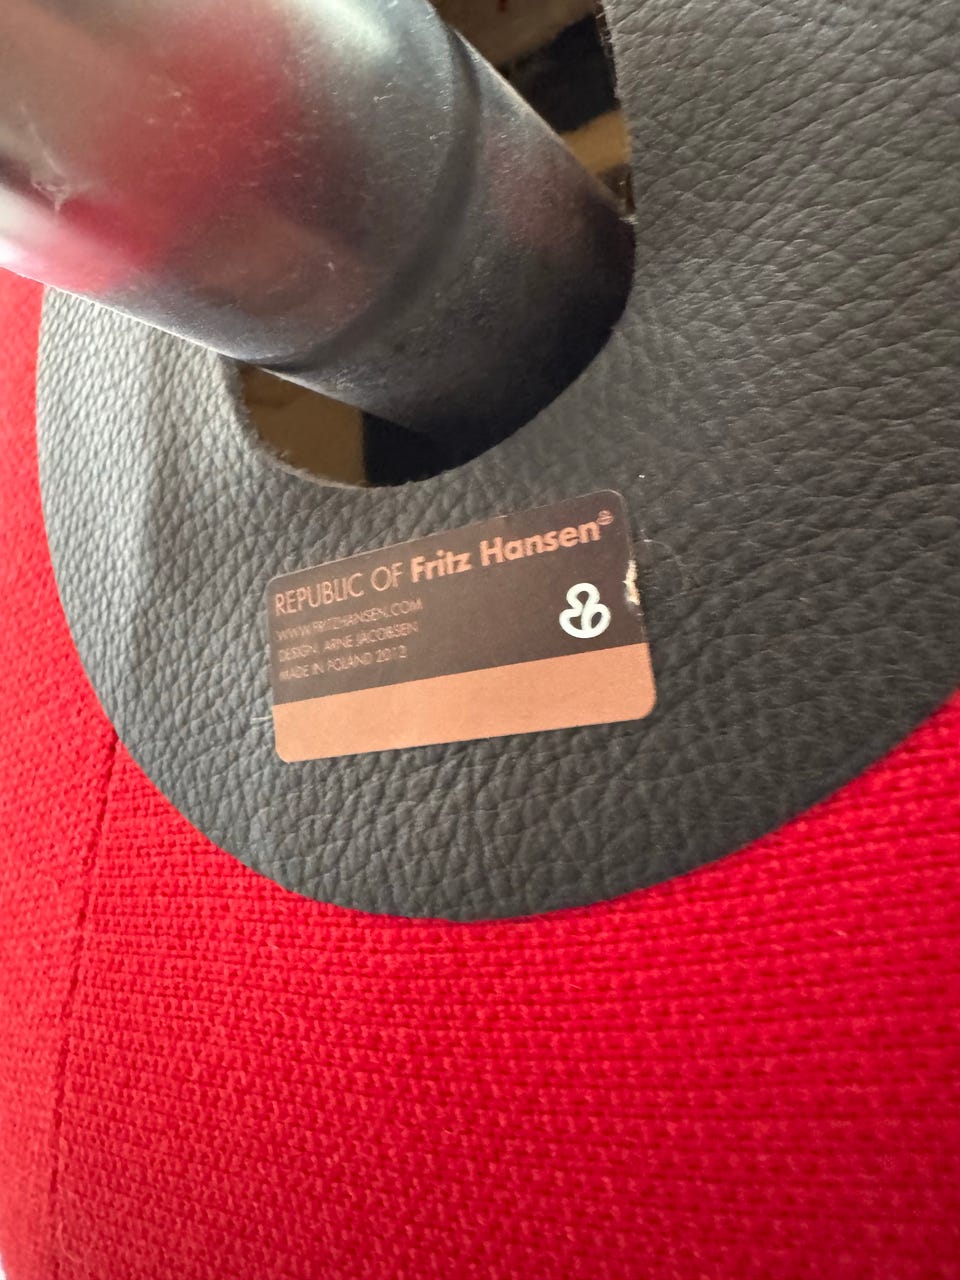 REPUBLIC OF Fritz Hansen®
WWW.FRITZHANSEN.COM
DESIGN: ARNE JACOBSEN
MADE IN POLAND 2012